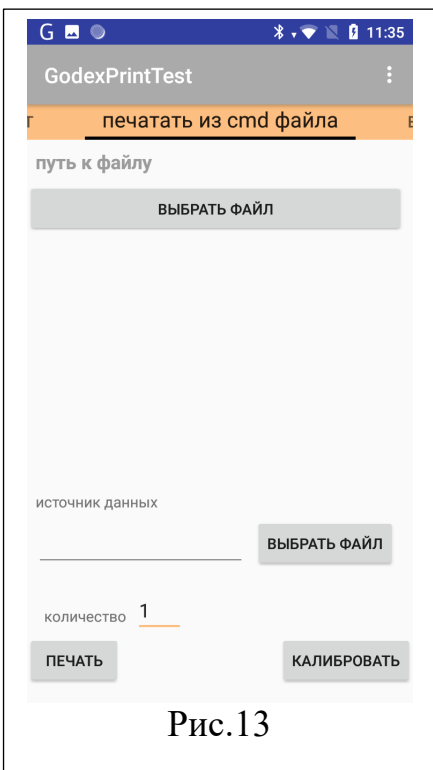 G 11:35
GodexPrintTest
т печатать из cmd файла в
путь к файлу
ВЫБРАТЬ ФАЙЛ
источник данных
ВЫБРАТЬ ФАЙЛ
количество 1
ПЕЧАТЬ КАЛИБРОВАТЬ
Рис.13